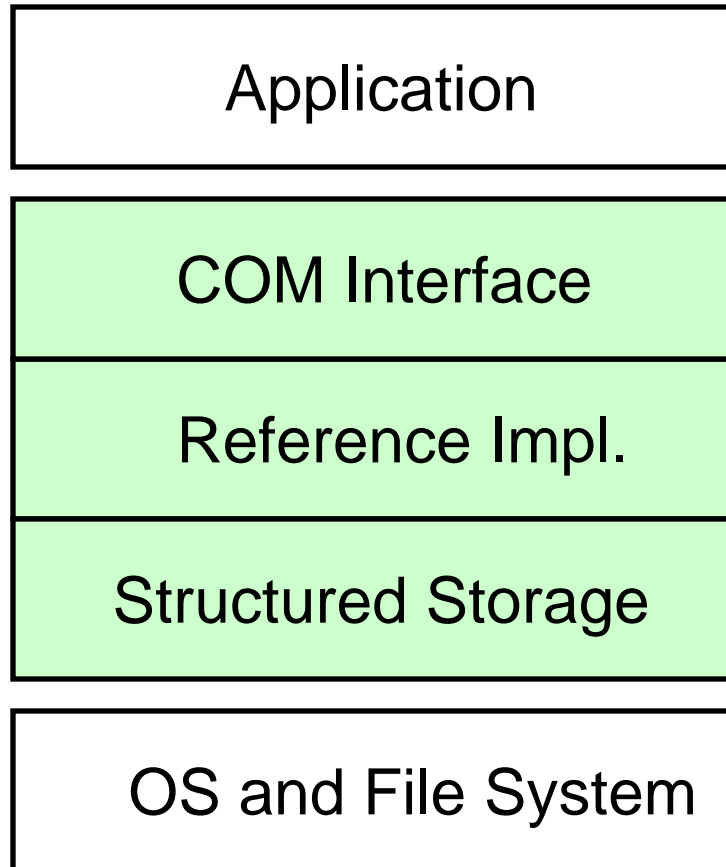 Application
COM Interface
Reference Impl.
Structured Storage
OS and File System